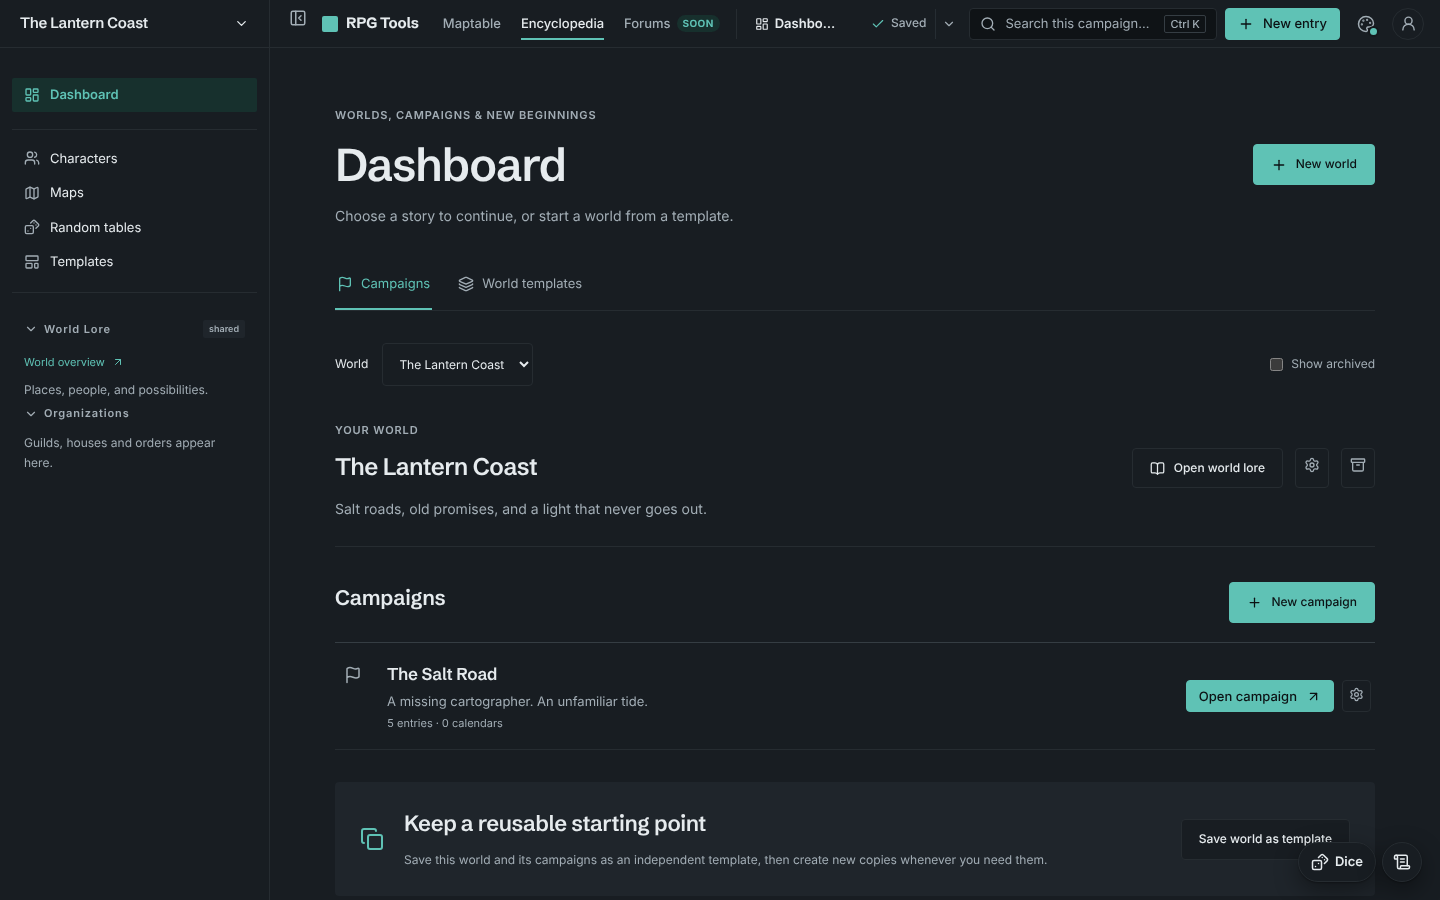 The Lantern Coast
RPG Tools
Maptable
Encyclopedia
Forums SOON
Dashbo...
Saved
Search this campaign... Ctrl K
New entry
Dashboard
Characters
Maps
Random tables
Templates
World Lore shared
World overview
Places, people, and possibilities.
Organizations
Guilds, houses and orders appear
here.
WORLDS, CAMPAIGNS & NEW BEGINNINGS
Dashboard
New world
Choose a story to continue, or start a world from a template.
Campaigns
World templates
World The Lantern Coast
Show archived
YOUR WORLD
The Lantern Coast
Open world lore
Salt roads, old promises, and a light that never goes out.
Campaigns
New campaign
The Salt Road
A missing cartographer. An unfamiliar tide.
5 entries · 0 calendars
Open campaign
Keep a reusable starting point
Save this world and its campaigns as an independent template, then create new copies whenever you need them.
Save world as template
Dice